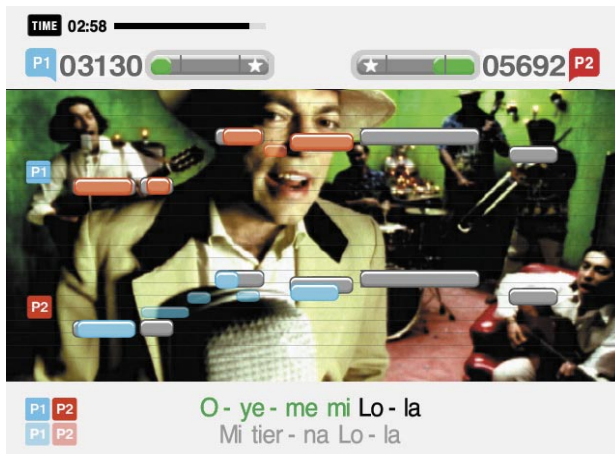 TIME 02:58
P1 03130 05692 P2
P1
P2
P1 P2 O - ye - me mi Lo - la
P1 P2 Mi tier - na Lo - la